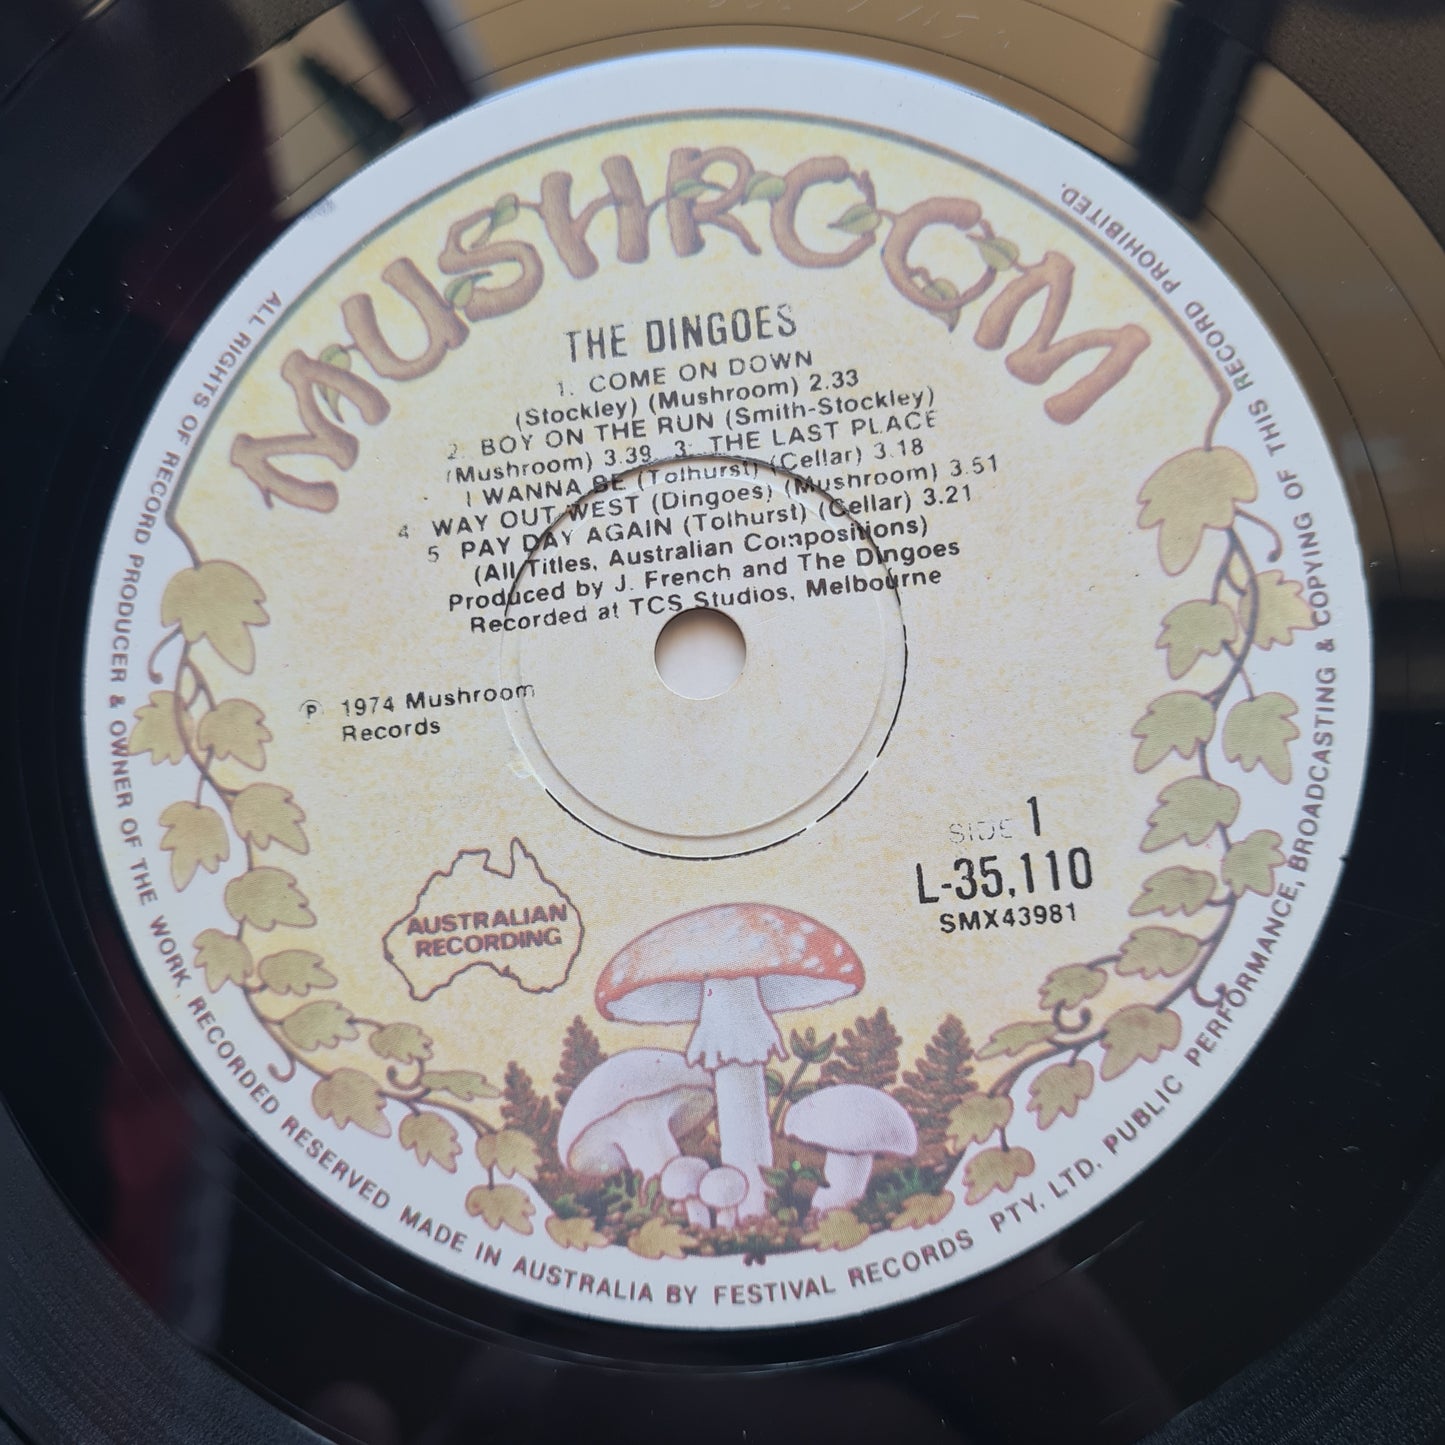 MUSHROOM
THE DINGOES
1. COME ON DOWN
(Stockley) (Mushroom) 2.33
2. BOY ON THE RUN (Smith-Stockley)
(Mushroom) 3.39 3. THE LAST PLACE
I WANNA BE (Tolhurst) (Cellar) 3.18
4 WAY OUT WEST (Dingoes) (Mushroom) 3.51
5 PAY DAY AGAIN (Tolhurst) (Cellar) 3.21
(All Titles, Australian Compositions)
Produced by J. French and The Dingoes
Recorded at TCS Studios, Melbourne
℗ 1974 Mushroom
Records
SIDE 1
L-35,110
SMX43981
AUSTRALIAN
RECORDING
ALL RIGHTS OF RECORD PRODUCER & OWNER OF THE WORK RECORDED RESERVED MADE IN AUSTRALIA BY FESTIVAL RECORDS PTY. LTD. PUBLIC PERFORMANCE, BROADCASTING & COPYING OF THIS RECORD PROHIBITED.